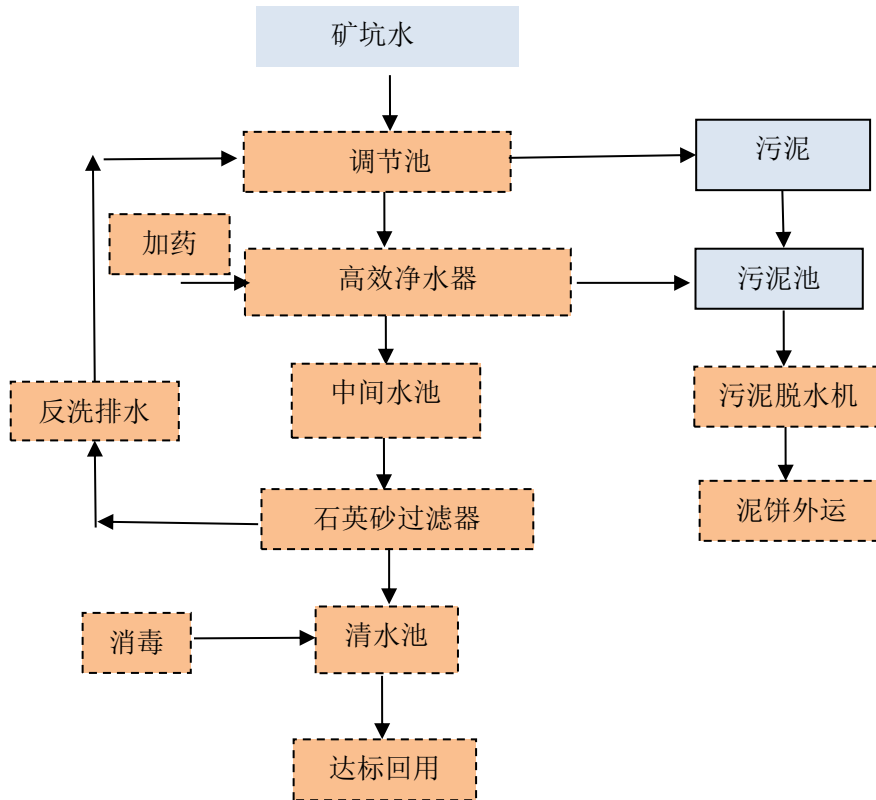 矿坑水
调节池
污泥
加药
高效净水器
污泥池
中间水池
污泥脱水机
反洗排水
石英砂过滤器
泥饼外运
消毒
清水池
达标回用